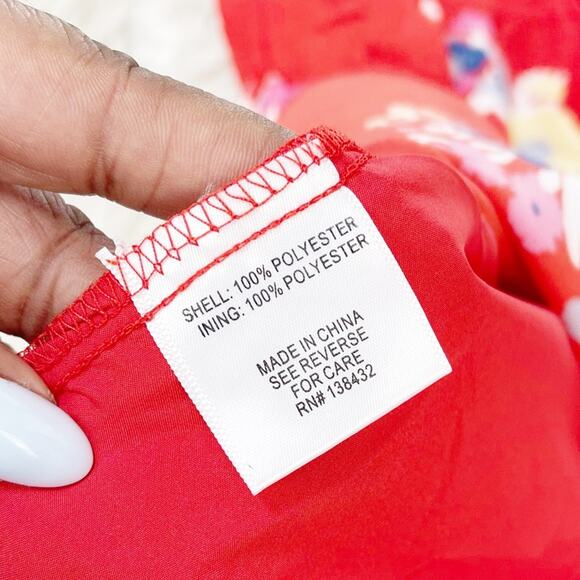 SHELL: 100% POLYESTER
INING: 100% POLYESTER
MADE IN CHINA
SEE REVERSE
FOR CARE
RN# 138432